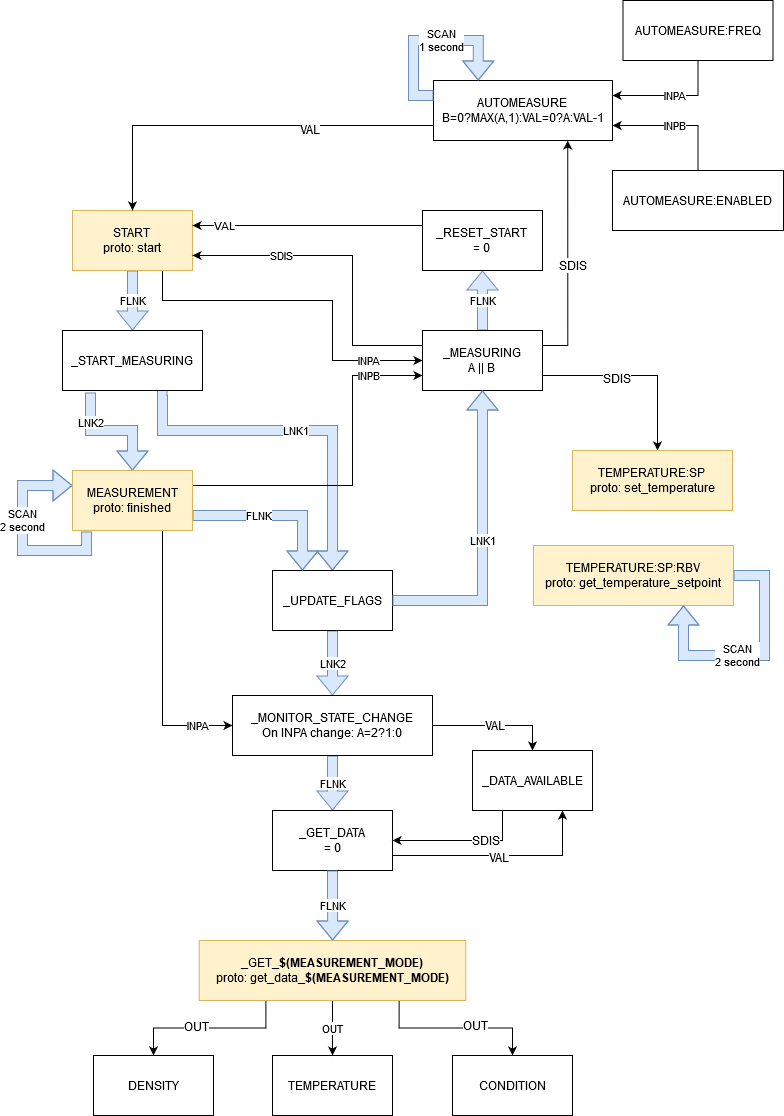 AUTOMEASURE:FREQ
SCAN
1 second
AUTOMEASURE
B=0?MAX(A,1):VAL=0?A:VAL-1
INPA
INPB
VAL
AUTOMEASURE:ENABLED
START
proto: start
VAL
_RESET_START
= 0
SDIS
SDIS
FLNK
FLNK
_START_MEASURING
_MEASURING
A || B
INPA
INPB
SDIS
LNK2
LNK1
TEMPERATURE:SP
proto: set_temperature
MEASUREMENT
proto: finished
SCAN
2 second
FLNK
LNK1
TEMPERATURE:SP:RBV
proto: get_temperature_setpoint
_UPDATE_FLAGS
SCAN
2 second
LNK2
_MONITOR_STATE_CHANGE
On INPA change: A=2?1:0
INPA
VAL
FLNK
_DATA_AVAILABLE
_GET_DATA
= 0
SDIS
VAL
FLNK
_GET_$(MEASUREMENT_MODE)
proto: get_data_$(MEASUREMENT_MODE)
OUT
OUT
OUT
DENSITY
TEMPERATURE
CONDITION